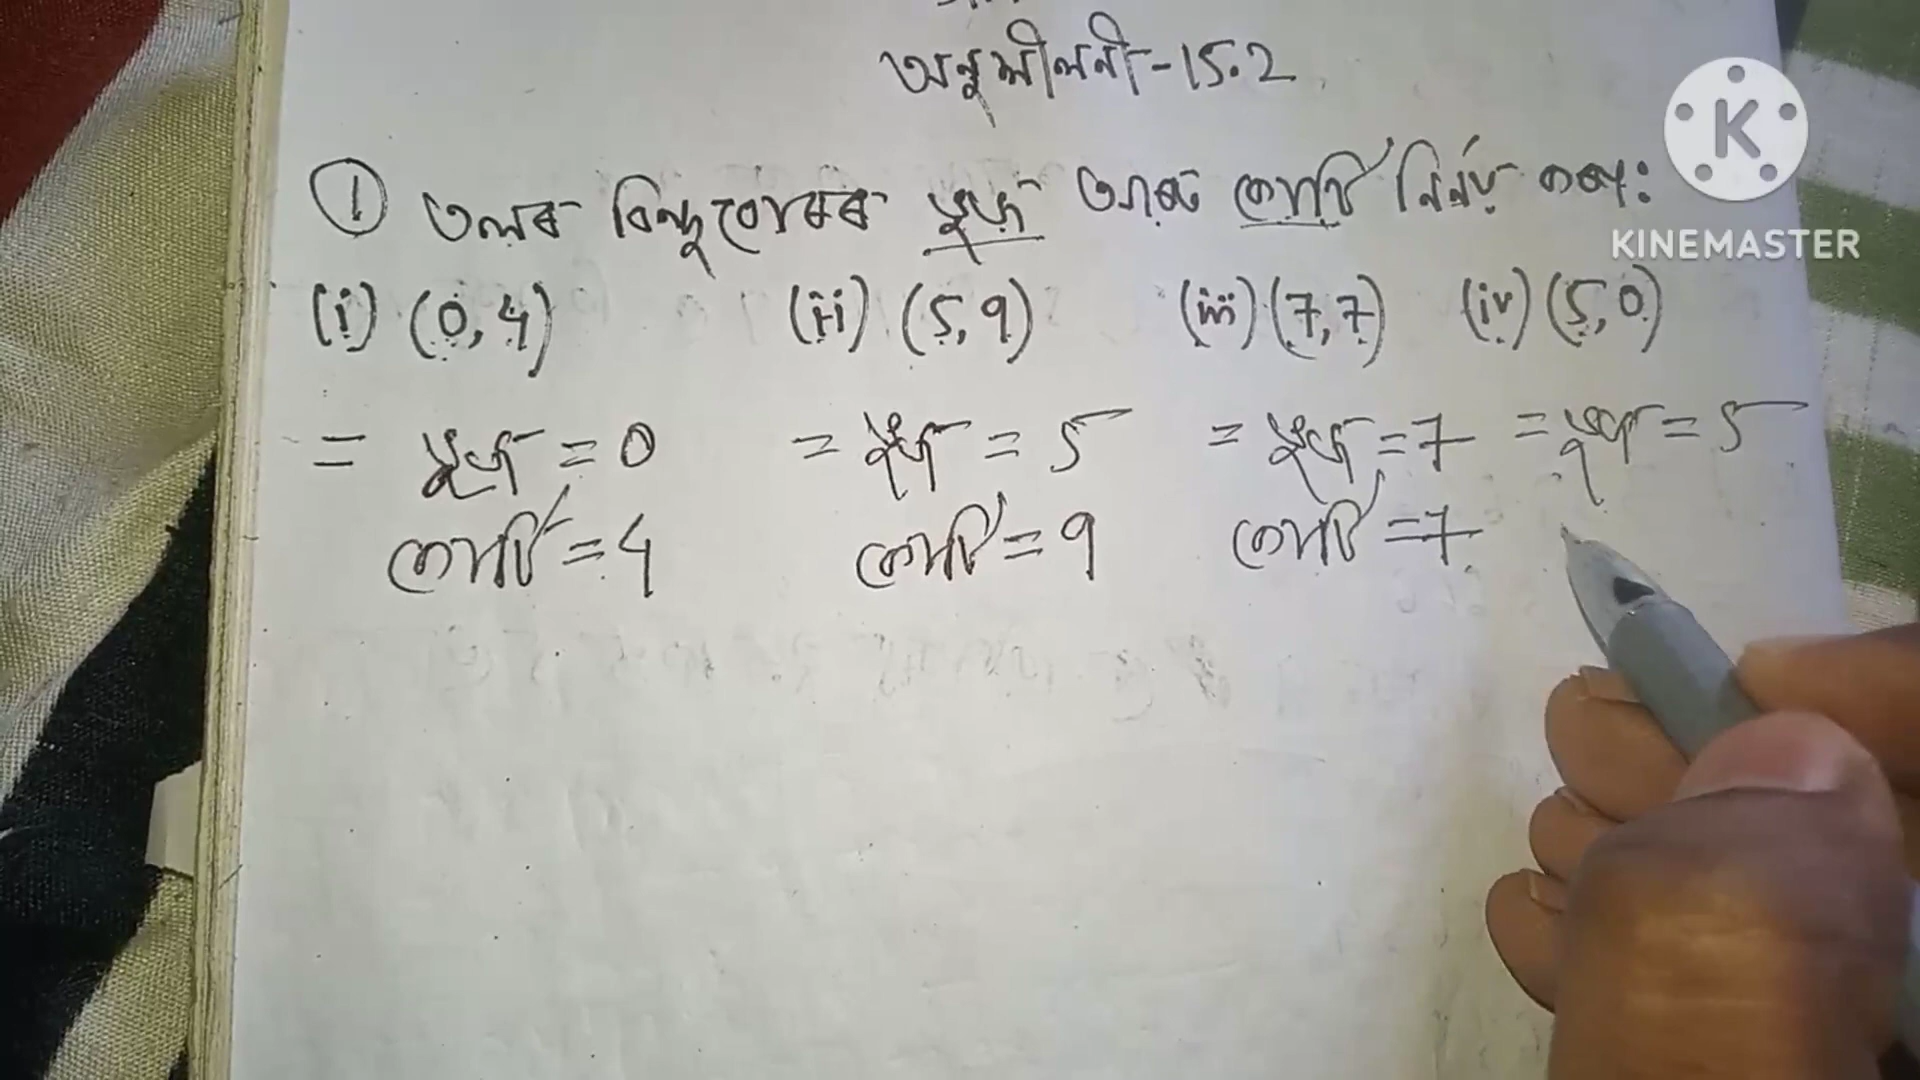 অনুশীলনী-15.2
① তলৰ বিন্দুবোৰৰ ভূজ আৰু কোটি নিৰ্ণয় কৰা:
(i) (0,4) (ii) (5,9) (iii) (7,7) (iv) (5,0)
= ভূজ = 0 = ভূজ = 5 = ভূজ = 7 = ভূজ = 5
কোটি = 4 কোটি = 9 কোটি = 7
K
KINEMASTER